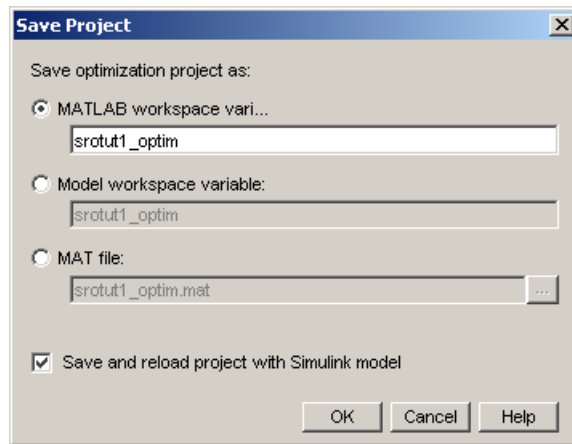 Save Project
Save optimization project as:
MATLAB workspace vari...
srotut1_optim
Model workspace variable:
srotut1_optim
MAT file:
srotut1_optim.mat
...
Save and reload project with Simulink model
OK Cancel Help